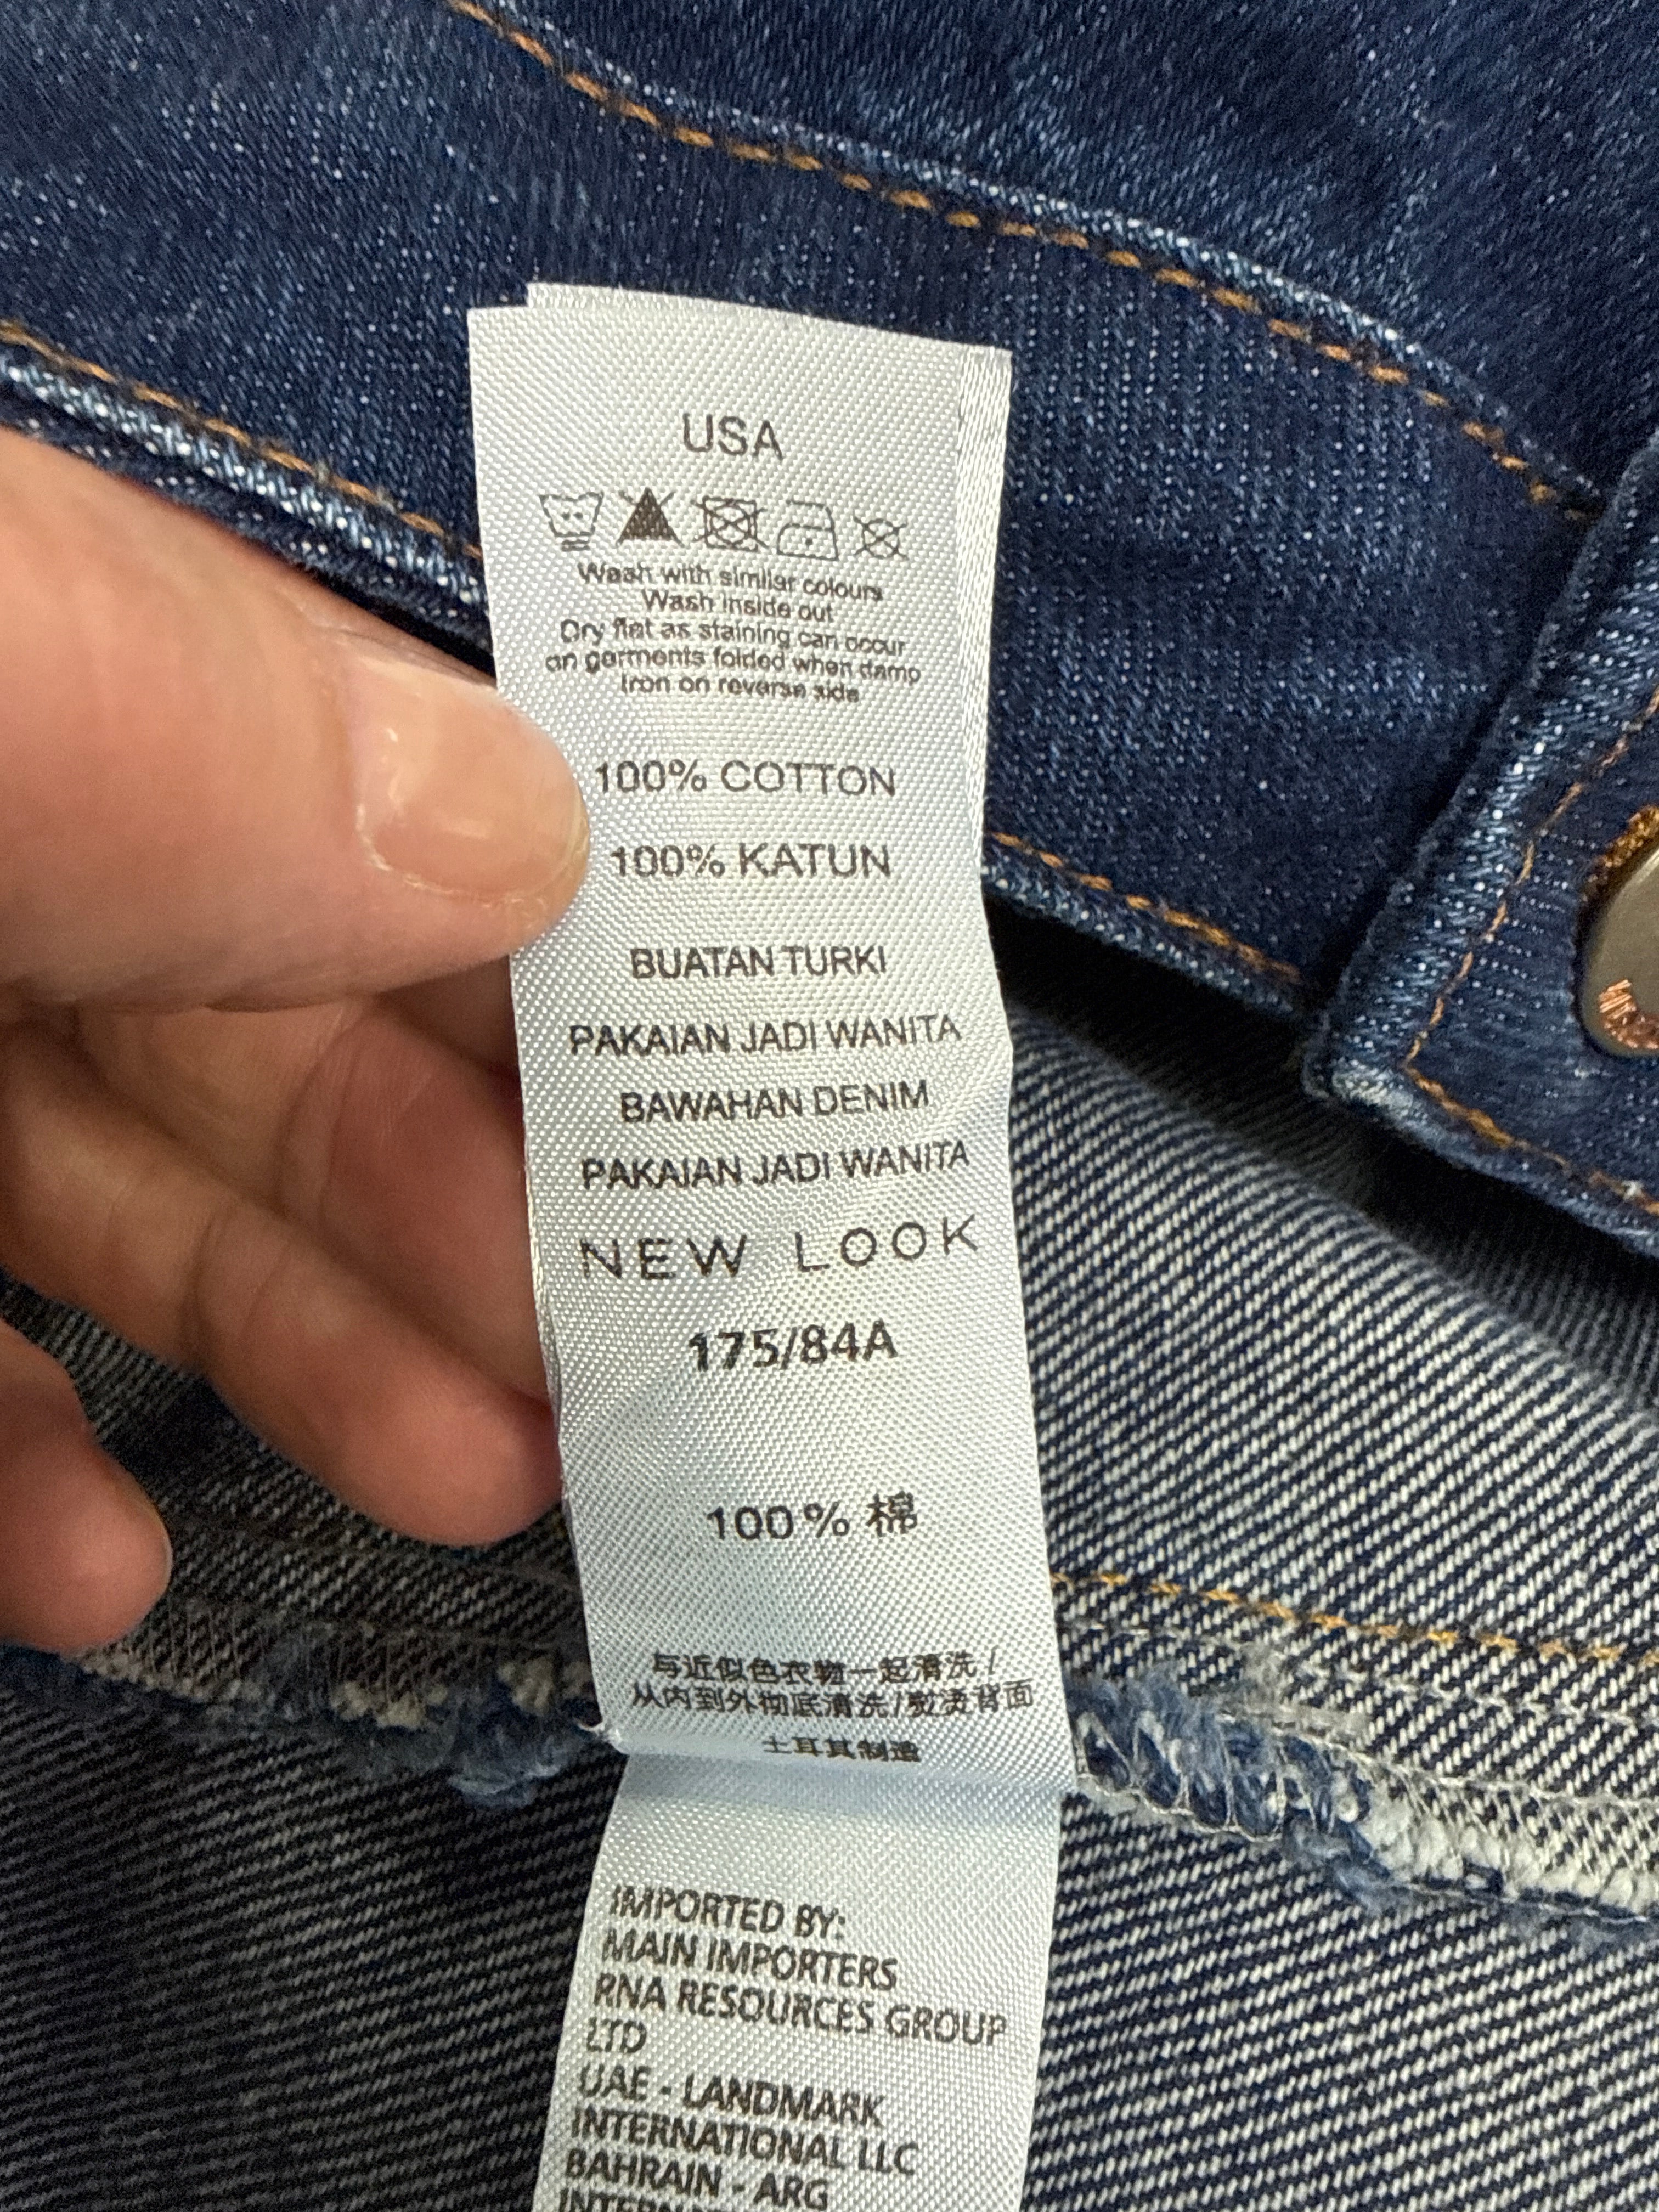 USA
Wash with similar colours
Wash inside out
Dry flat as staining can occur
on garments folded when damp
Iron on reverse side
100% COTTON
100% KATUN
BUATAN TURKI
PAKAIAN JADI WANITA
BAWAHAN DENIM
PAKAIAN JADI WANITA
NEW LOOK
175/84A
100% 棉
与近似色衣物一起清洗 /
从内到外彻底清洗/熨烫背面
土耳其制造
IMPORTED BY:
MAIN IMPORTERS
RNA RESOURCES GROUP
LTD
UAE - LANDMARK
INTERNATIONAL LLC
BAHRAIN - ARG